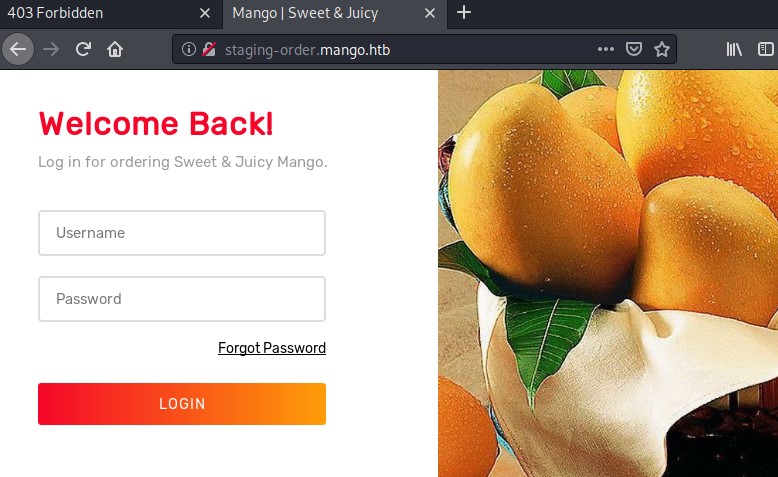 403 Forbidden
Mango | Sweet & Juicy
staging-order.mango.htb
Welcome Back!
Log in for ordering Sweet & Juicy Mango.
Username
Password
Forgot Password
LOGIN